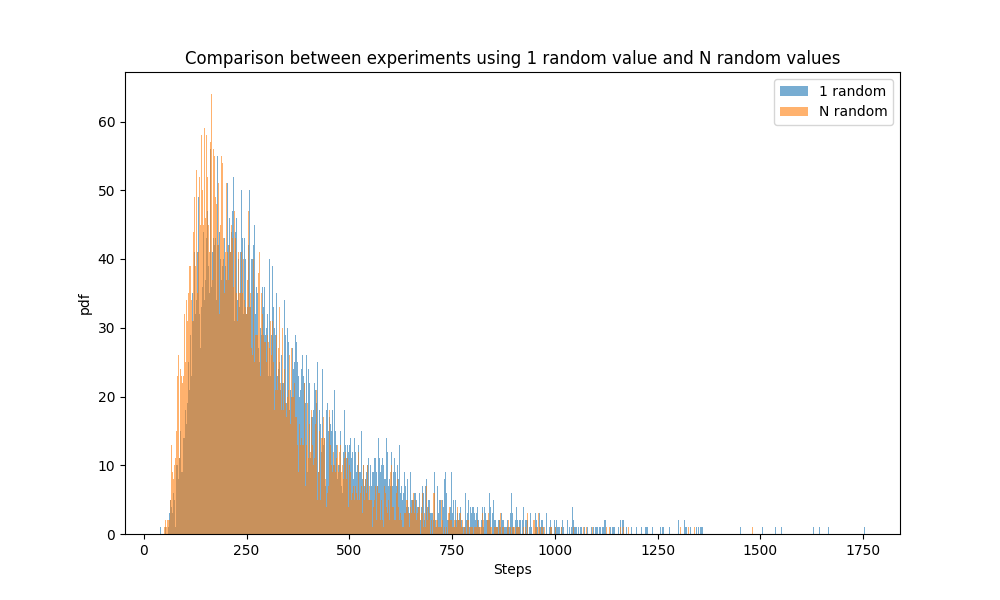 Comparison between experiments using 1 random value and N random values
1 random
N random
60
50
40
30
20
10
0
pdf
0 250 500 750 1000 1250 1500 1750
Steps